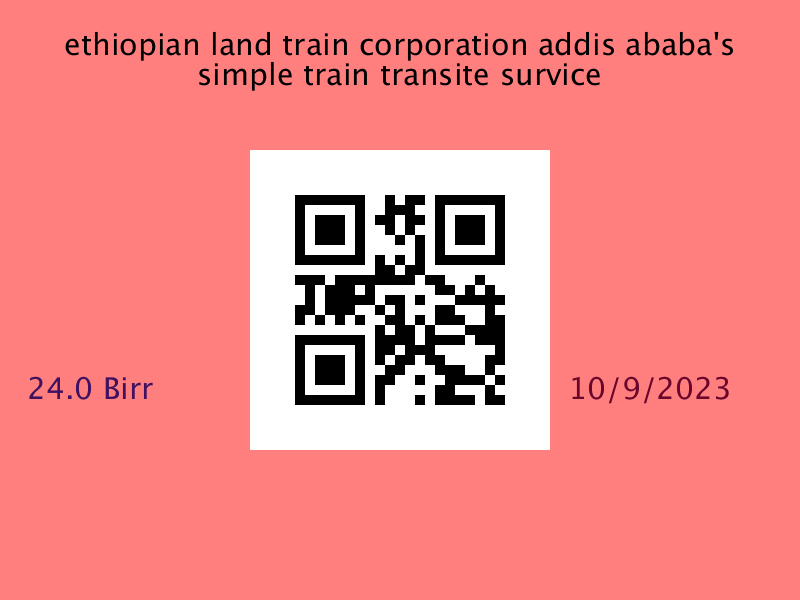 ethiopian land train corporation addis ababa's
simple train transite survice
24.0 Birr
10/9/2023